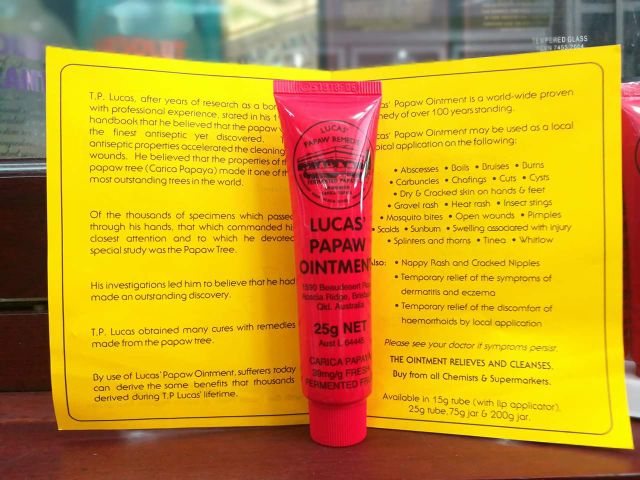 TEMPERED GLASS
T.P. Lucas, after years of research as a
with professional experience, stated in his
handbook that he believed that the papaw
the finest antiseptic yet discovered.
antiseptic properties accelerated the cleaning
wounds. He believed that the properties of
papaw tree (Carica Papaya) made it one of
most outstanding trees in the world.
Of the thousands of specimens which passed
through his hands, that which commanded his
closest attention and to which he devoted
special study was the Papaw Tree.
His investigations led him to believe that he had
made an outstanding discovery.
T.P. Lucas obtained many cures with remedies
made from the papaw tree.
By use of Lucas' Papaw Ointment, sufferers today
can derive the same benefits that thousands
derived during T.P Lucas' lifetime.
LUCAS'
PAPAW REMEDIES
LUCAS'
PAPAW
OINTMENT
1590 Beaudesert
Acacia Ridge,
Qld. Australia
25g NET
Aust L 64445
CARICA PAPAYA
39mg/g FRESH
FERMENTED
Papaw Ointment is a world-wide proven
of over 100 years standing.
Papaw Ointment may be used as a local
application on the following:
• Abscesses • Boils • Bruises • Burns
• Carbuncles • Chafings • Cuts • Cysts
• Dry & Cracked skin on hands & feet
• Gravel rash • Heat rash • Insect stings
• Mosquito bites • Open wounds • Pimples
• Scalds • Sunburn • Swelling associated with injury
• Splinters and thorns • Tinea • Whitlow
Also: • Nappy Rash and Cracked Nipples
• Temporary relief of the symptoms of
dermatitis and eczema
• Temporary relief of the discomfort of
haemorrhoids by local application
Please see your doctor if symptoms persist.
THE OINTMENT RELIEVES AND CLEANSES.
Buy from all Chemists & Supermarkets.
Available in 15g tube (with lip applicator),
25g tube, 75g jar & 200g jar.